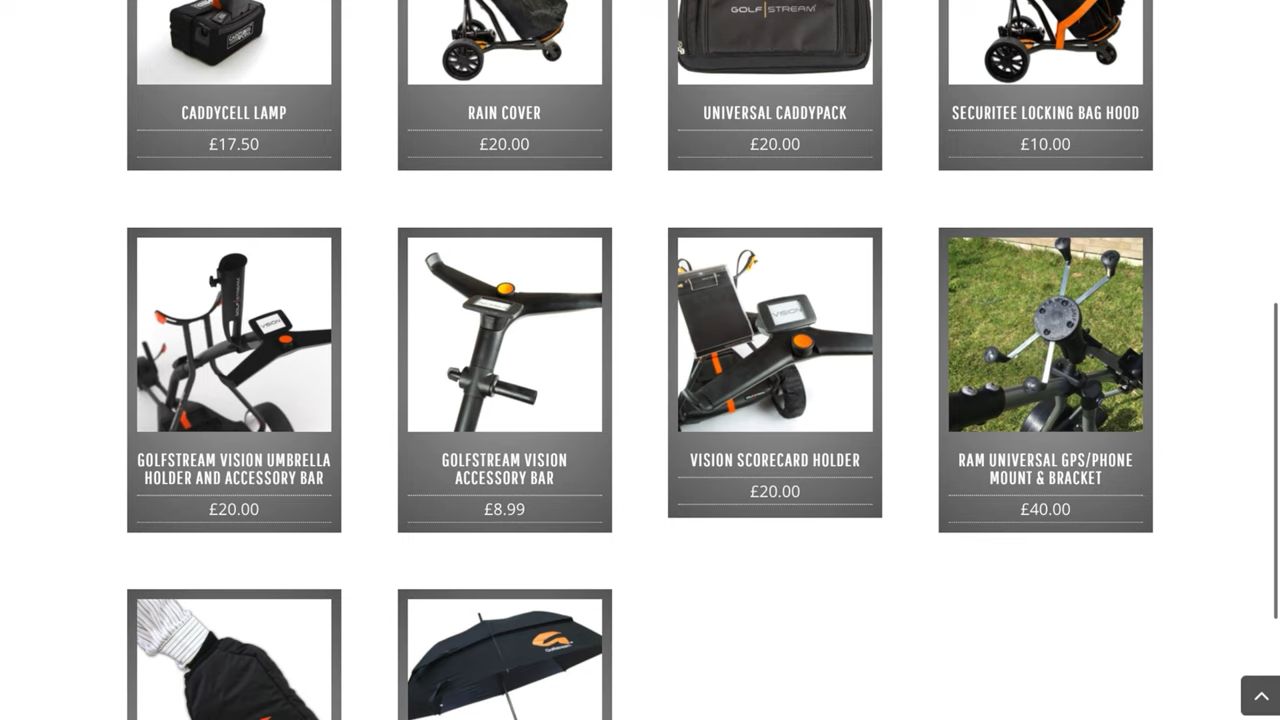 GOLF STREAM
CADDYCELL LAMP
RAIN COVER
UNIVERSAL CADDYPACK
SECURITEE LOCKING BAG HOOD
£17.50
£20.00
£20.00
£10.00
VISION
VISION
GOLFSTREAM VISION UMBRELLA
HOLDER AND ACCESSORY BAR
GOLFSTREAM VISION
ACCESSORY BAR
VISION SCORECARD HOLDER
RAM UNIVERSAL GPS/PHONE
MOUNT & BRACKET
£20.00
£8.99
£20.00
£40.00
Golfstream